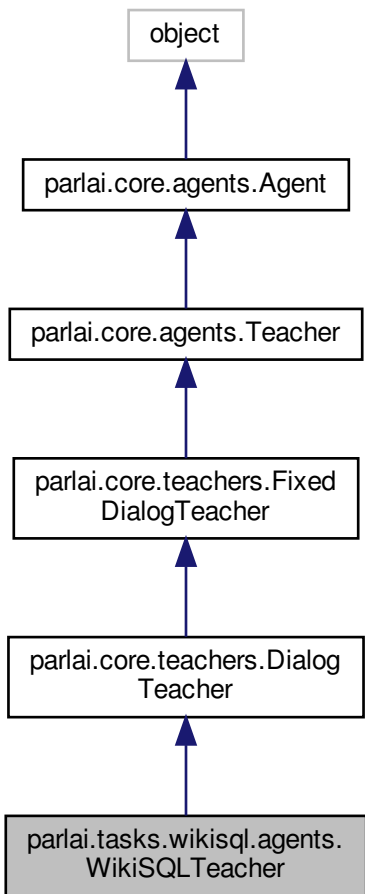 object
parlai.core.agents.Agent
parlai.core.agents.Teacher
parlai.core.teachers.Fixed
DialogTeacher
parlai.core.teachers.Dialog
Teacher
parlai.tasks.wikisql.agents.
WikiSQLTeacher